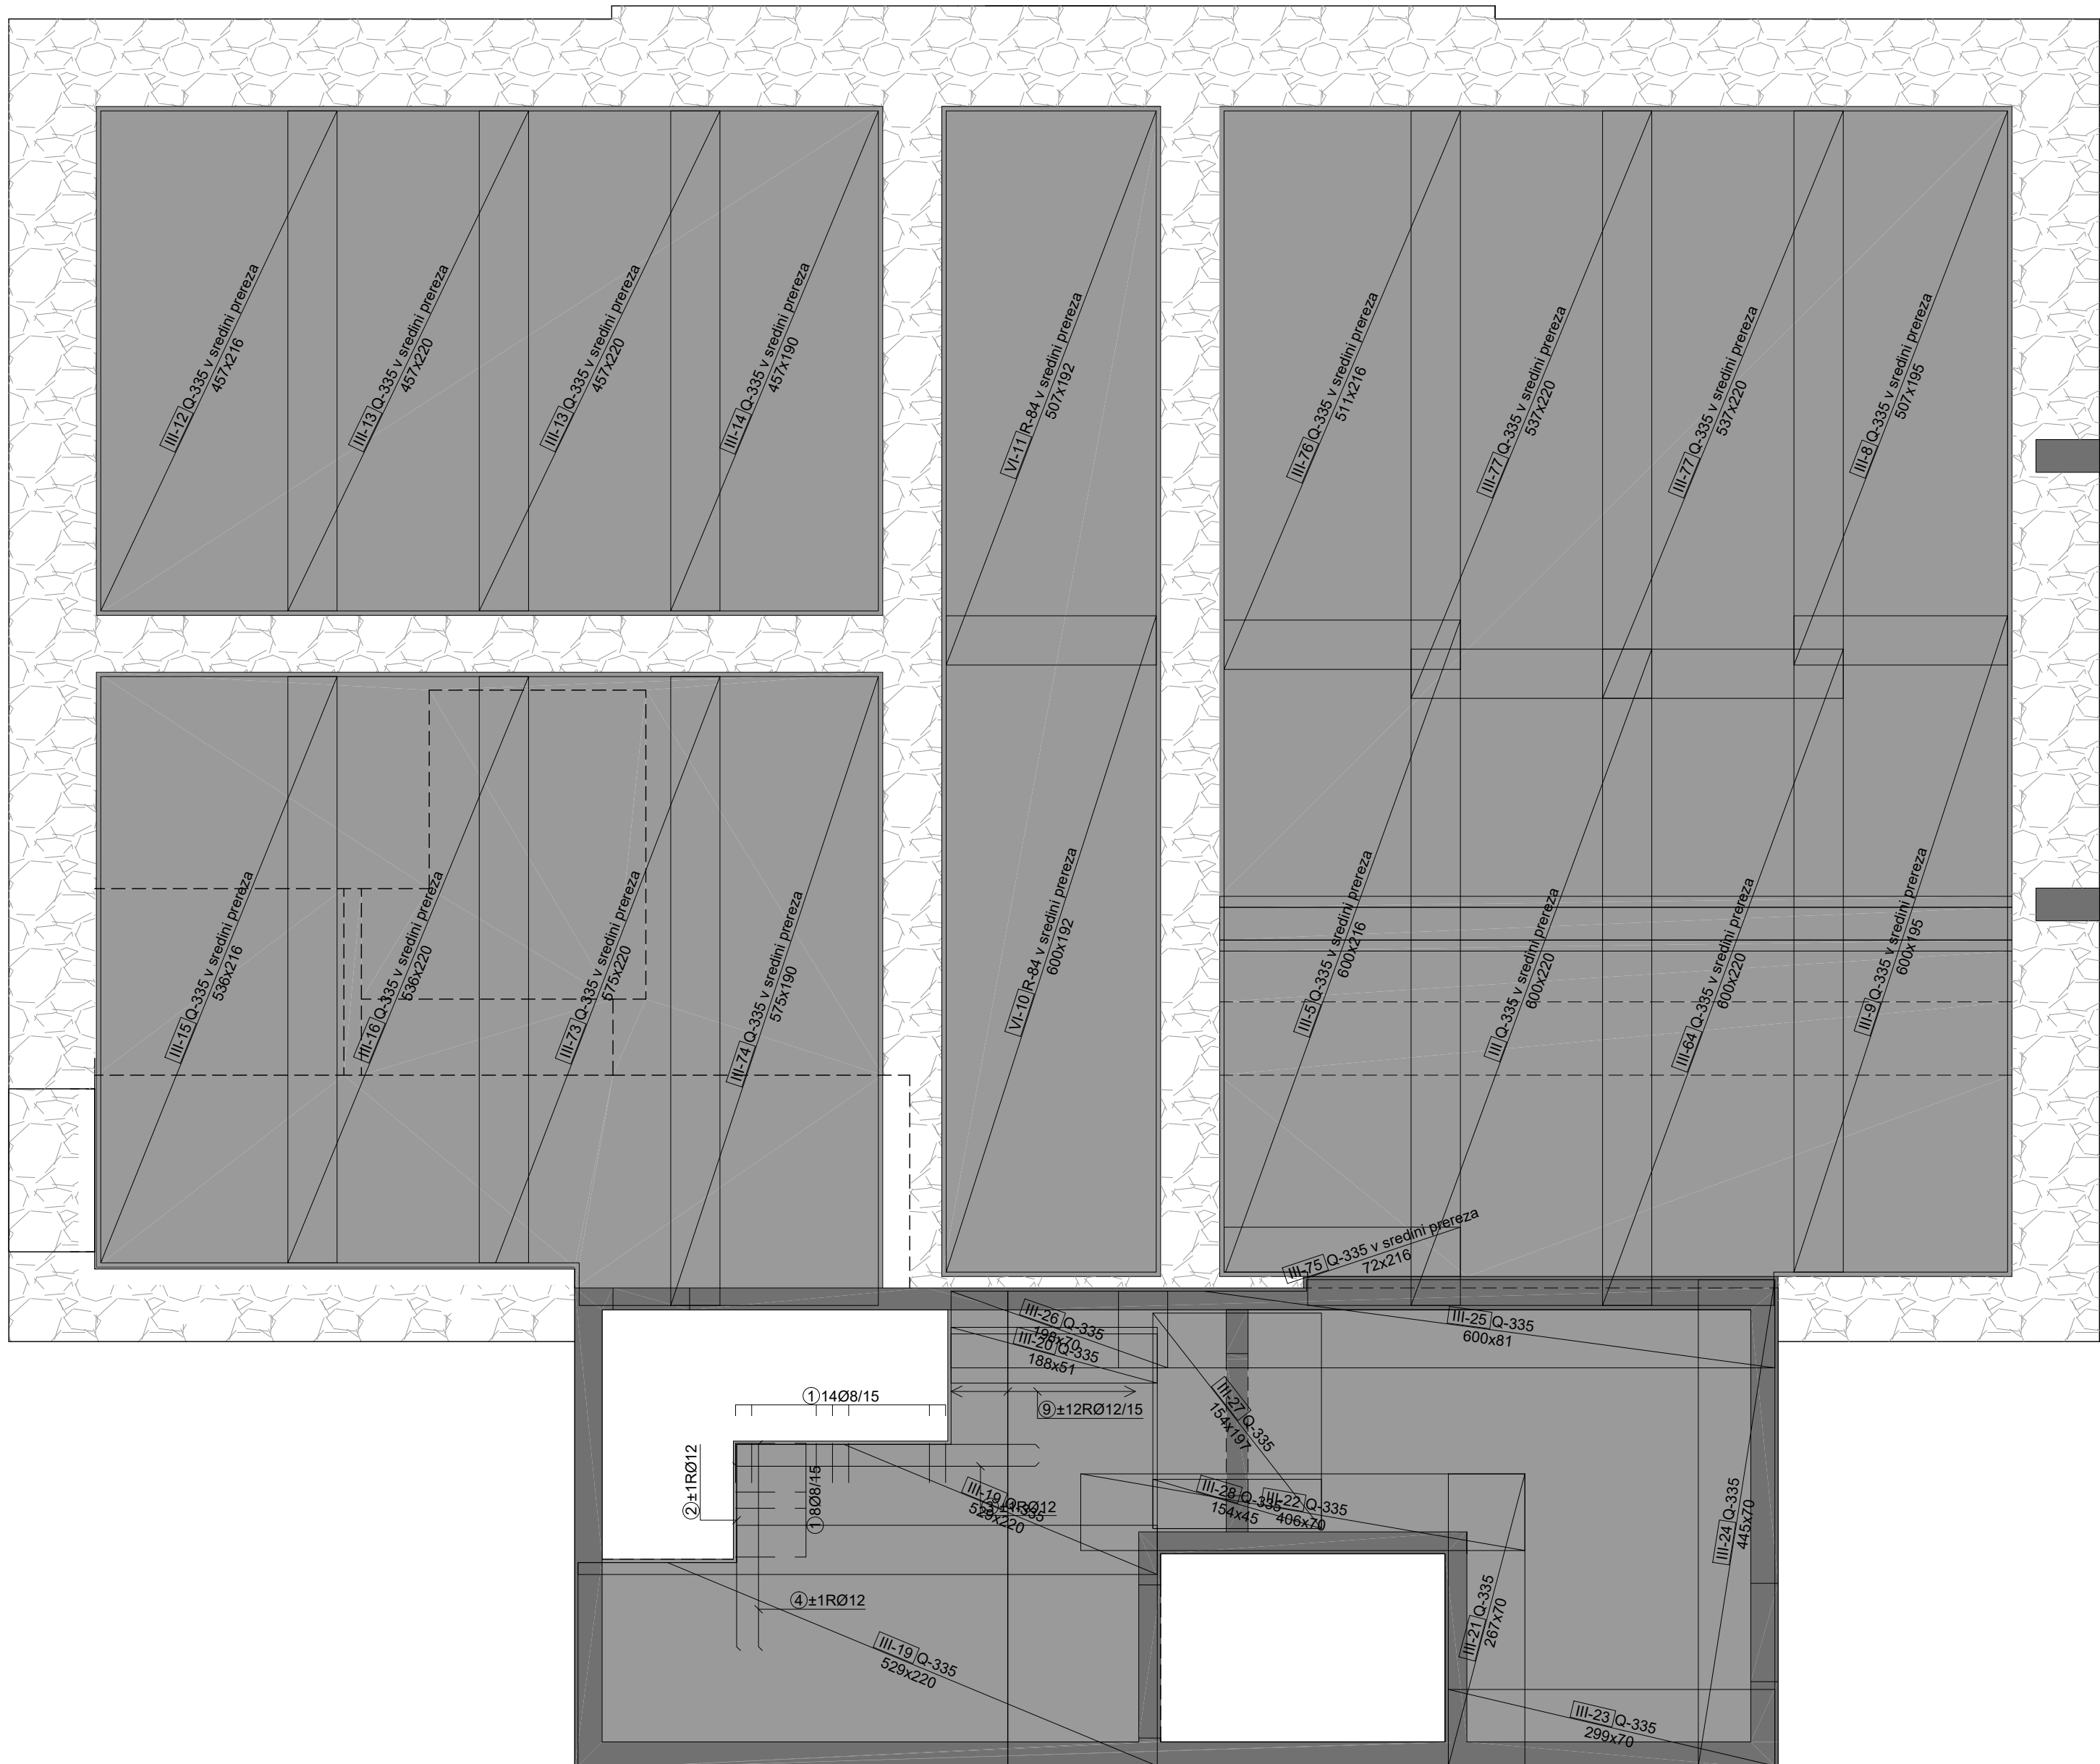 III-12 Q-335 v sredini prereza
457x216
III-13 Q-335 v sredini prereza
457x220
III-13 Q-335 v sredini prereza
457x220
III-14 Q-335 v sredini prereza
457x190
VI-11 R-84 v sredini prereza
507x192
III-76 Q-335 v sredini prereza
511x216
III-77 Q-335 v sredini prereza
537x220
III-77 Q-335 v sredini prereza
537x220
III-8 Q-335 v sredini prereza
507x195
III-15 Q-335 v sredini prereza
536x216
III-16 Q-335 v sredini prereza
536x220
III-73 Q-335 v sredini prereza
575x220
III-74 Q-335 v sredini prereza
575x190
VI-10 R-84 v sredini prereza
600x192
III-5 Q-335 v sredini prereza
600x216
III Q-335 v sredini prereza
600x220
III-64 Q-335 v sredini prereza
600x220
III-9 Q-335 v sredini prereza
600x195
III-75 Q-335 v sredini prereza
72x216
III-26 Q-335
198x70
III-20 Q-335
188x51
III-25 Q-335
600x81
① 14Ø8/15
⑨ ±12RØ12/15
III-27 Q-335
154x197
② ±1RØ12
① 8Ø8/15
III-19 Q-335
529x220
±1RØ12
III-28 Q-335
154x45
III-22 Q-335
406x70
III-24 Q-335
445x70
④ ±1RØ12
III-21 Q-335
267x70
III-19 Q-335
529x220
III-23 Q-335
299x70